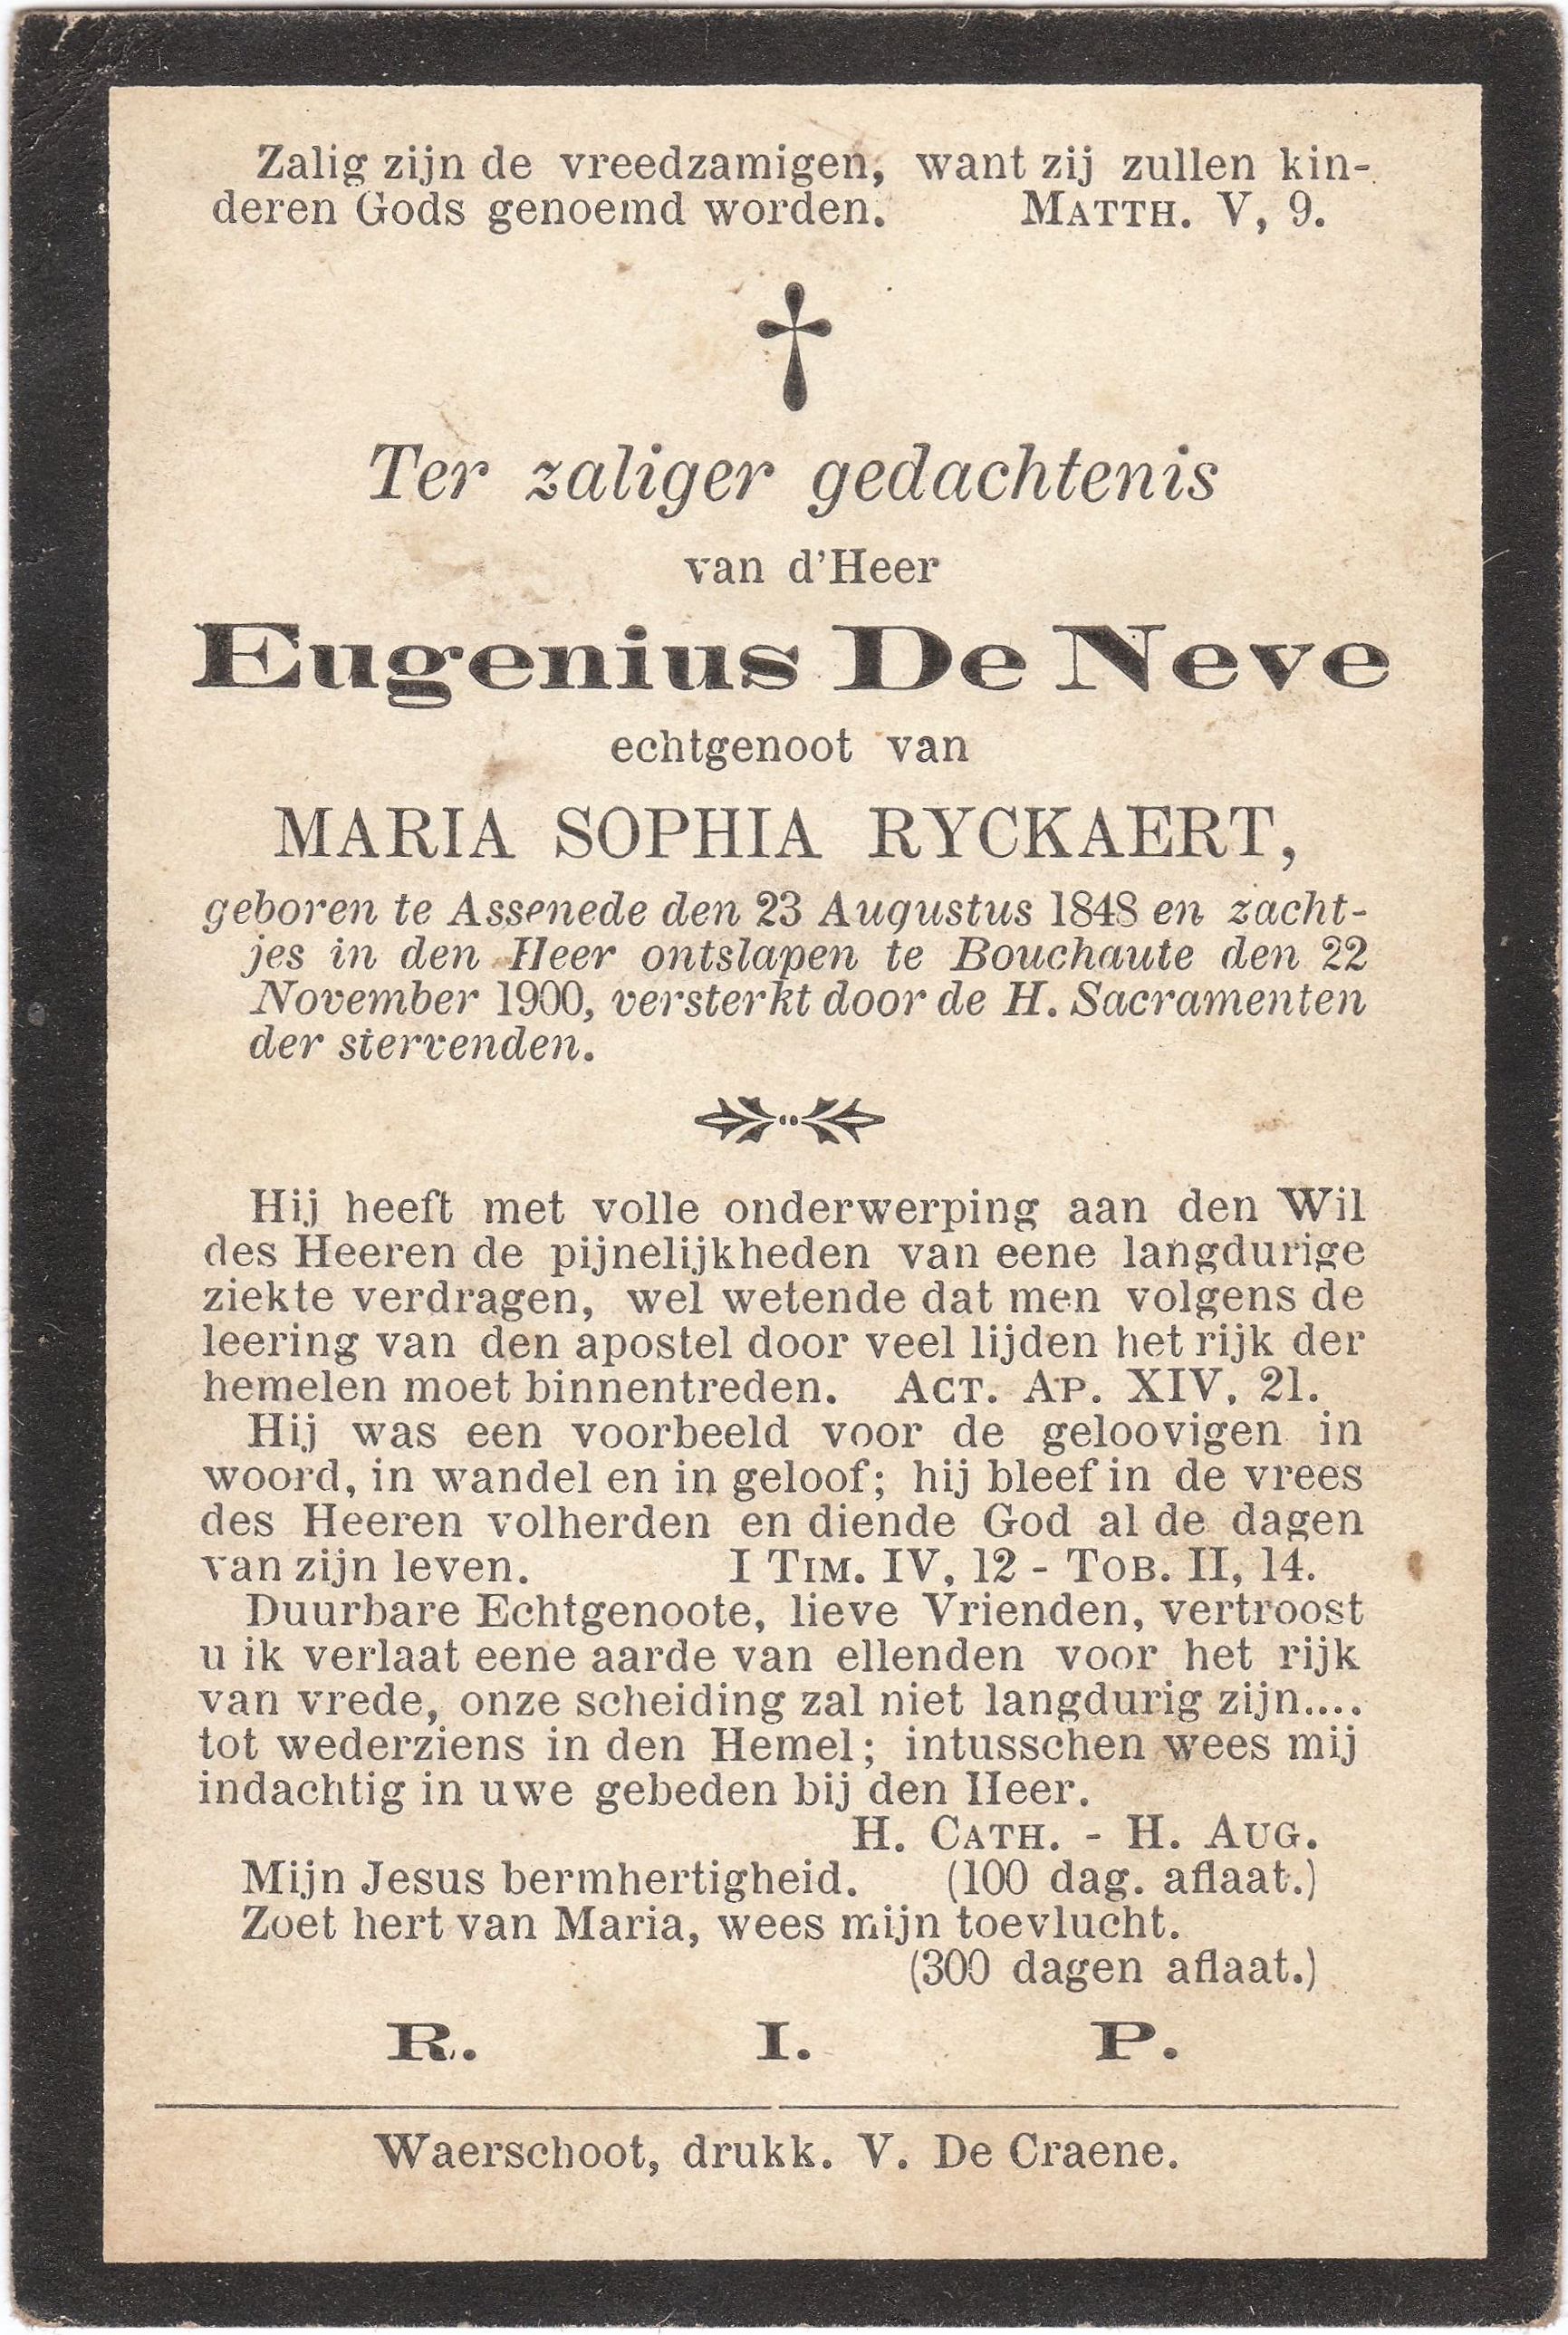 Zalig zijn de vreedzamigen, want zij zullen kin-
deren Gods genoemd worden. MATTH. V, 9.
Ter zaliger gedachtenis
van d'Heer
Eugenius De Neve
echtgenoot van
MARIA SOPHIA RYCKAERT,
geboren te Assenede den 23 Augustus 1848 en zacht-
jes in den Heer ontslapen te Bouchaute den 22
November 1900, versterkt door de H. Sacramenten
der stervenden.
Hij heeft met volle onderwerping aan den Wil
des Heeren de pijnelijkheden van eene langdurige
ziekte verdragen, wel wetende dat men volgens de
leering van den apostel door veel lijden het rijk der
hemelen moet binnentreden. ACT. AP. XIV, 21.
Hij was een voorbeeld voor de geloovigen in
woord, in wandel en in geloof; hij bleef in de vrees
des Heeren volherden en diende God al de dagen
van zijn leven. I TIM. IV, 12 - TOB. II, 14.
Duurbare Echtgenoote, lieve Vrienden, vertroost
u ik verlaat eene aarde van ellenden voor het rijk
van vrede, onze scheiding zal niet langdurig zijn....
tot wederziens in den Hemel; intusschen wees mij
indachtig in uwe gebeden bij den Heer.
H. CATH. - H. AUG.
Mijn Jesus bermhertigheid. (100 dag. aflaat.)
Zoet hert van Maria, wees mijn toevlucht.
(300 dagen aflaat.)
R. I. P.
Waerschoot, drukk. V. De Craene.